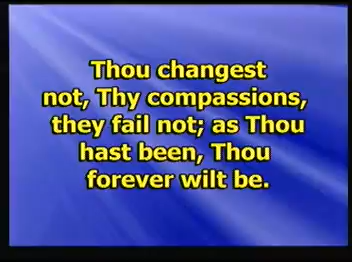 Thou changest
not, Thy compassions,
they fail not; as Thou
hast been, Thou
forever wilt be.